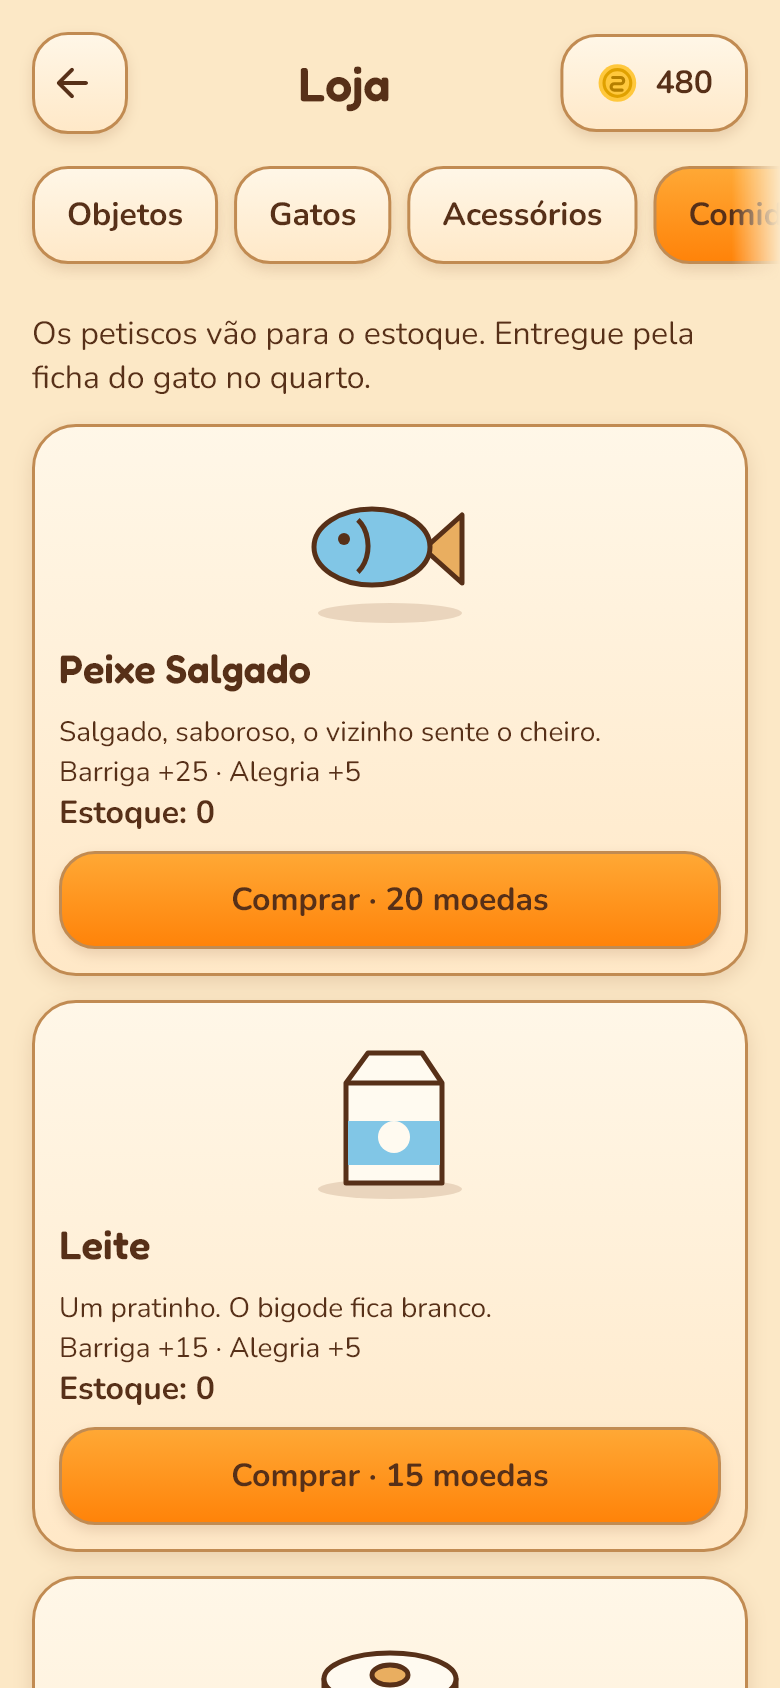 Loja
480
Objetos
Gatos
Acessórios
Os petiscos vão para o estoque. Entregue pela
ficha do gato no quarto.
Peixe Salgado
Salgado, saboroso, o vizinho sente o cheiro.
Barriga +25 · Alegria +5
Estoque: 0
Comprar · 20 moedas
Leite
Um pratinho. O bigode fica branco.
Barriga +15 · Alegria +5
Estoque: 0
Comprar · 15 moedas